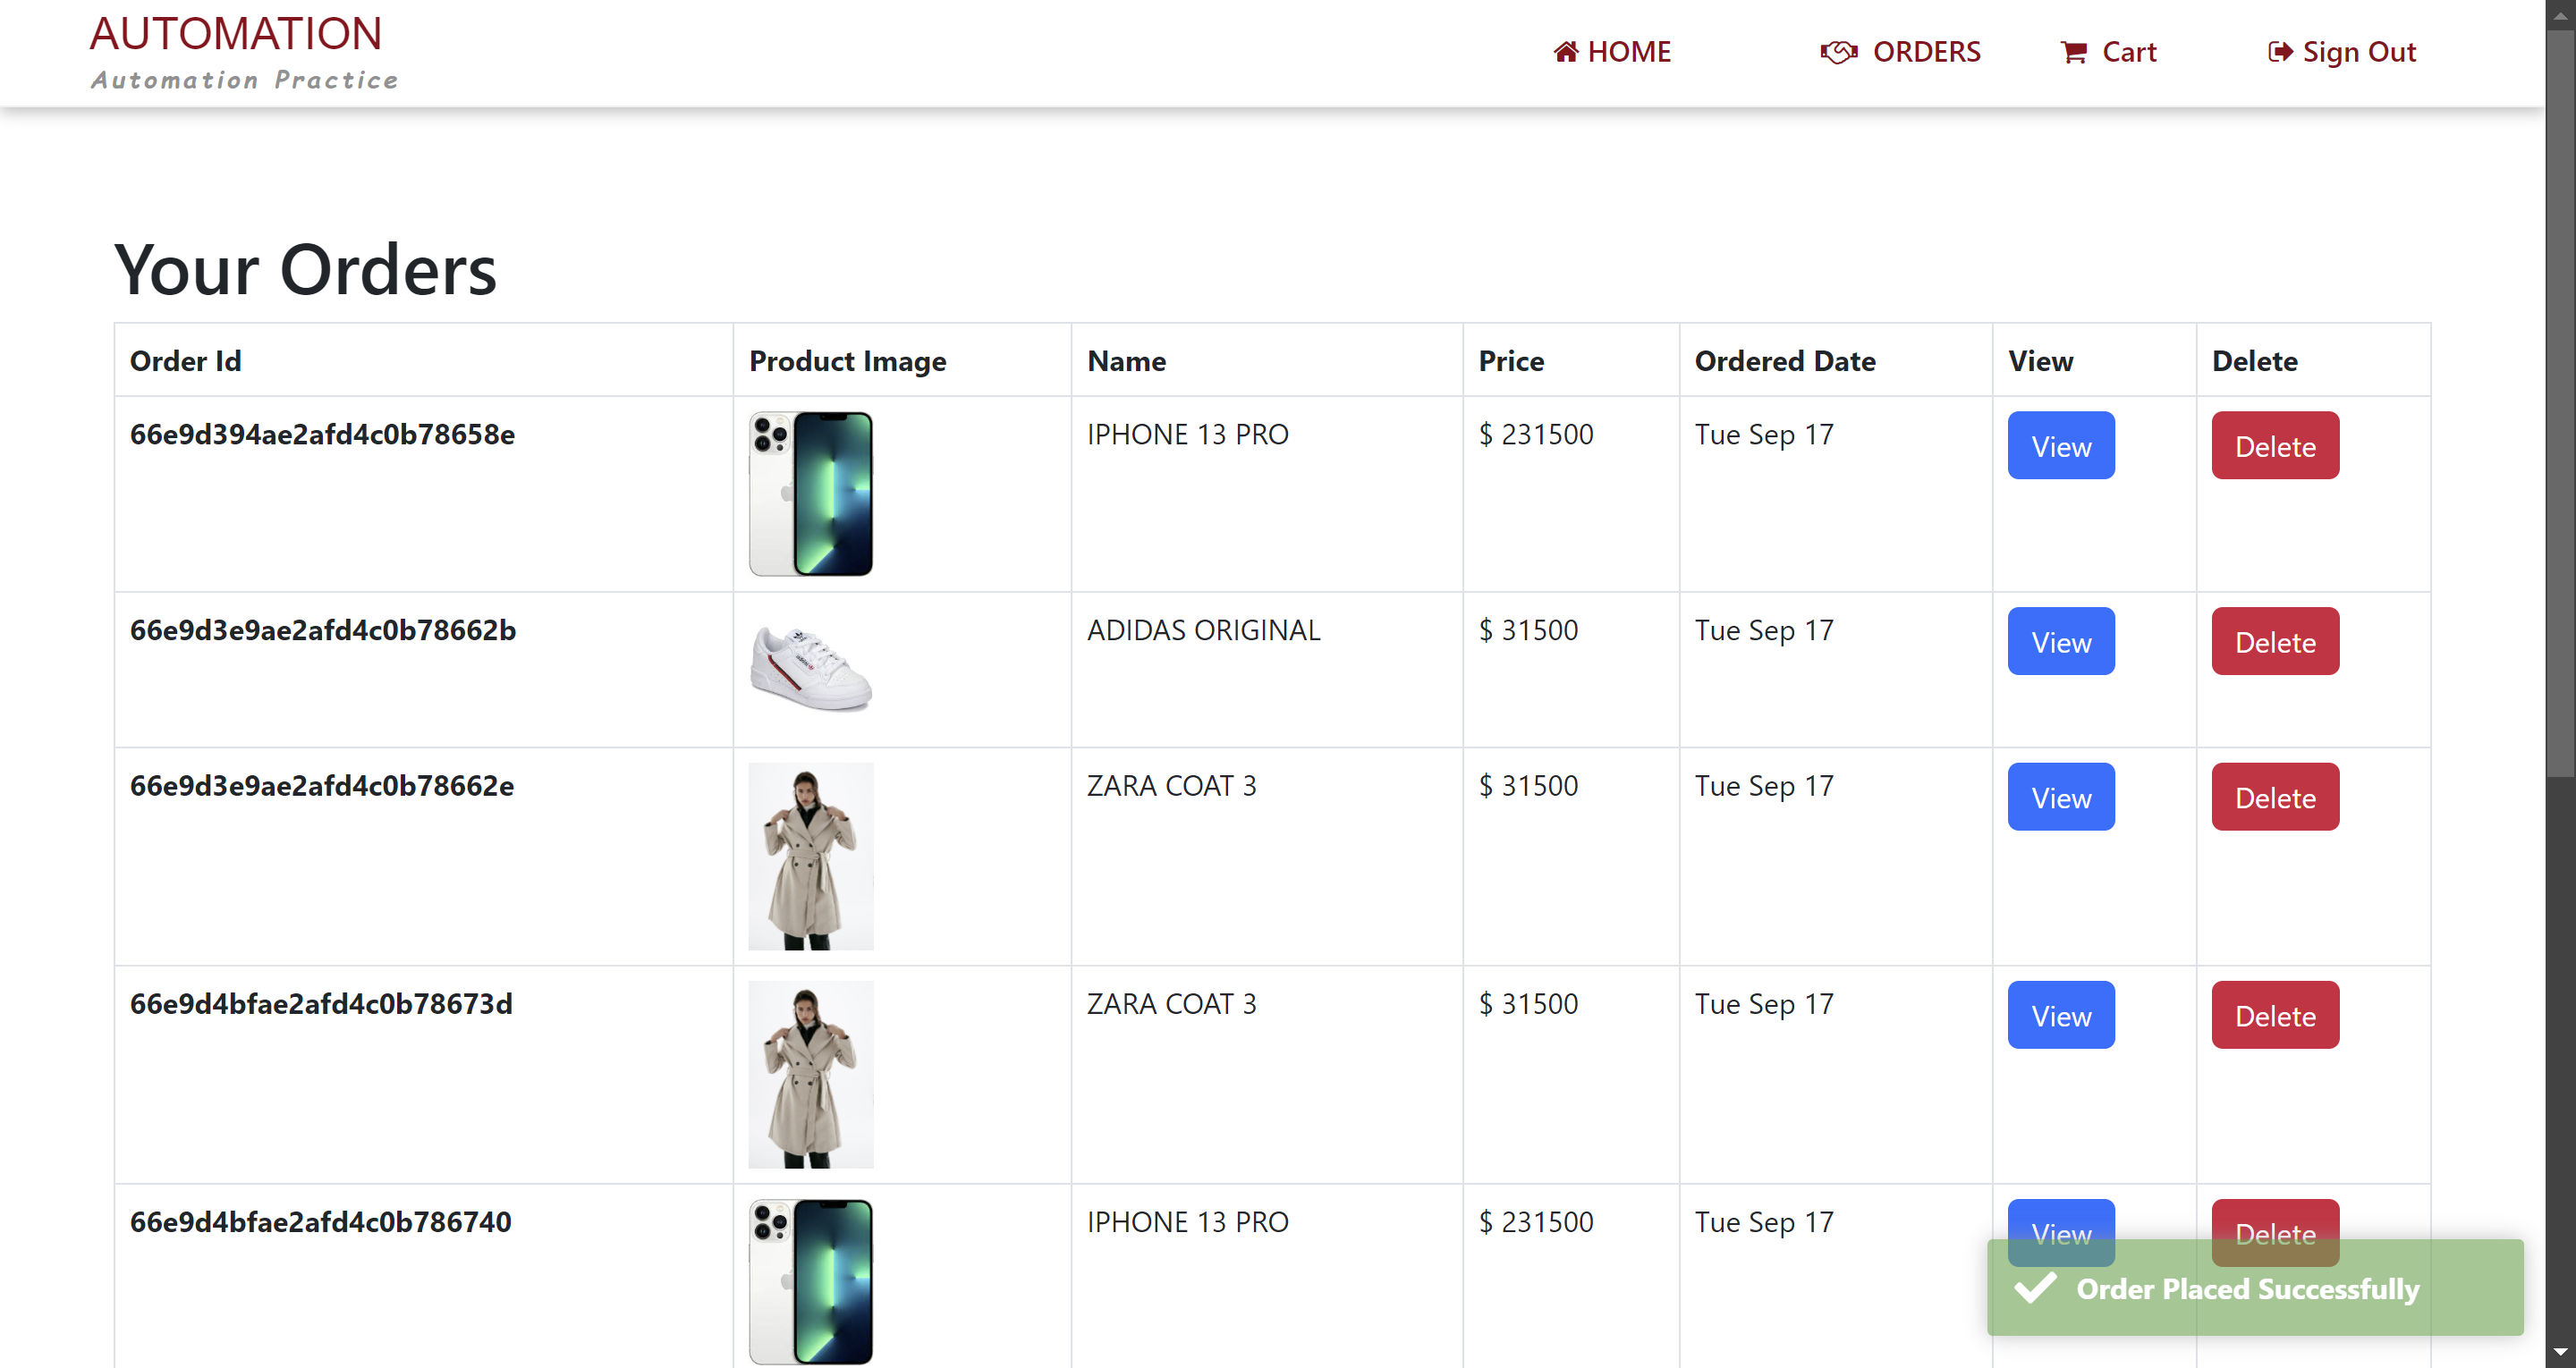 AUTOMATION
Automation Practice
HOME
ORDERS
Cart
Sign Out
Your Orders
Order Id Product Image Name Price Ordered Date View Delete
66e9d394ae2afd4c0b78658e IPHONE 13 PRO $ 231500 Tue Sep 17 View Delete
66e9d3e9ae2afd4c0b78662b ADIDAS ORIGINAL $ 31500 Tue Sep 17 View Delete
66e9d3e9ae2afd4c0b78662e ZARA COAT 3 $ 31500 Tue Sep 17 View Delete
66e9d4bfae2afd4c0b78673d ZARA COAT 3 $ 31500 Tue Sep 17 View Delete
66e9d4bfae2afd4c0b786740 IPHONE 13 PRO $ 231500 Tue Sep 17 View Delete
Order Placed Successfully